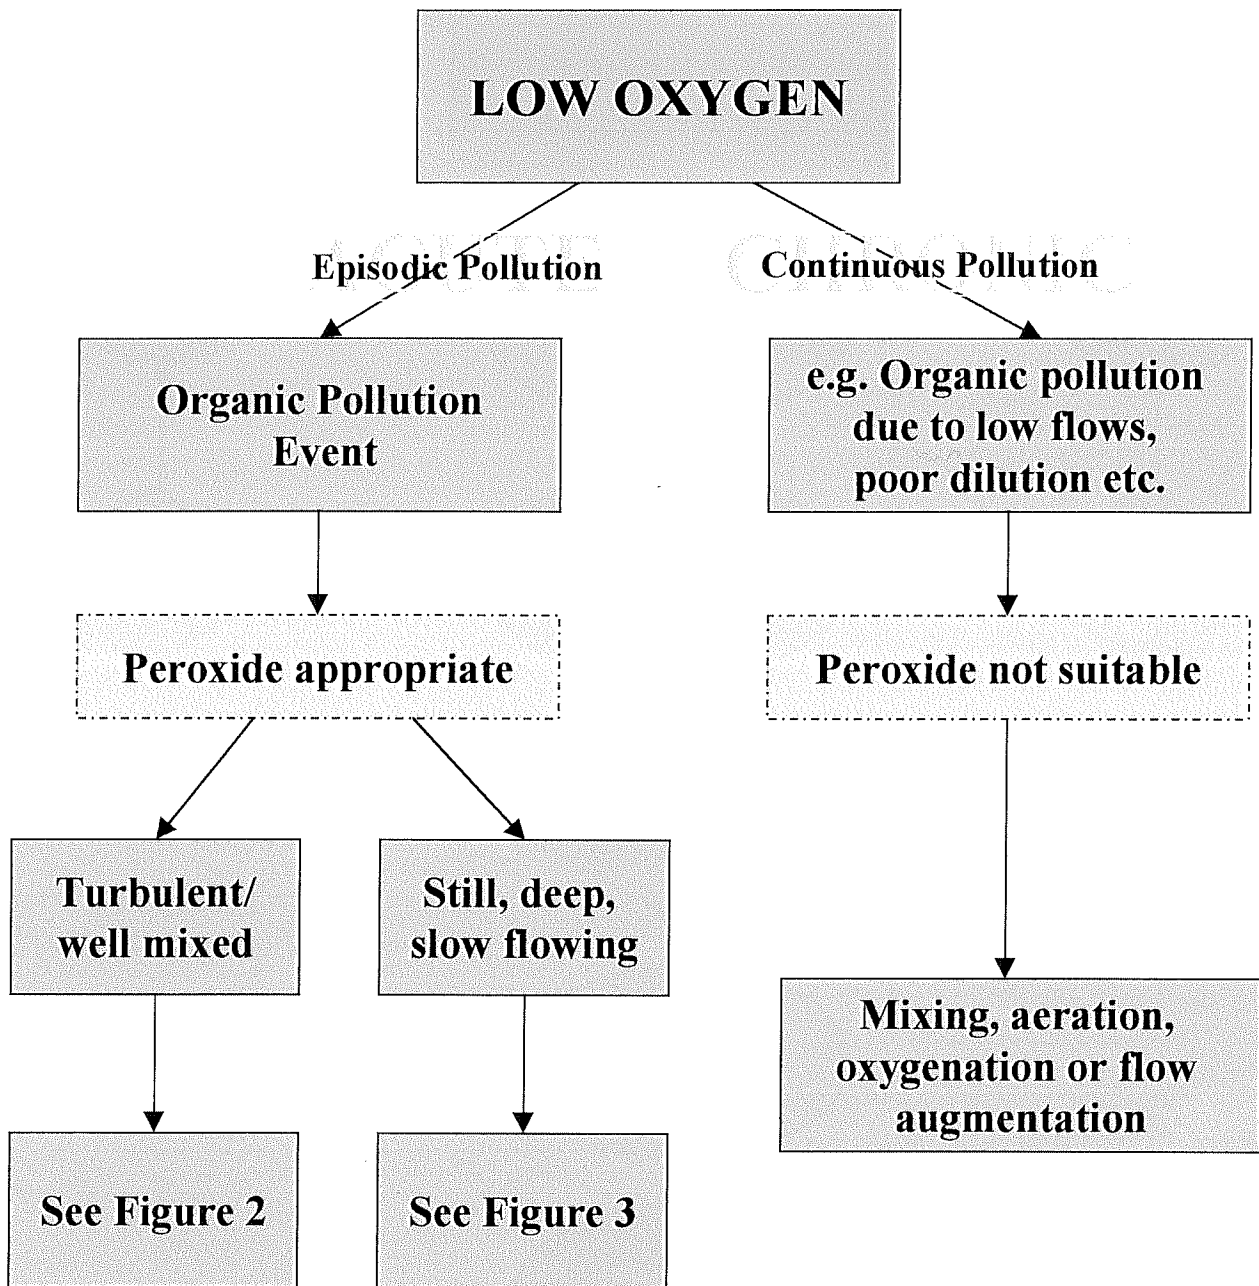 LOW OXYGEN
ACUTE CHRONIC
Episodic Pollution
Continuous Pollution
Organic Pollution
Event
e.g. Organic pollution
due to low flows,
poor dilution etc.
Peroxide appropriate
Peroxide not suitable
Turbulent/
well mixed
Still, deep,
slow flowing
Mixing, aeration,
oxygenation or flow
augmentation
See Figure 2
See Figure 3